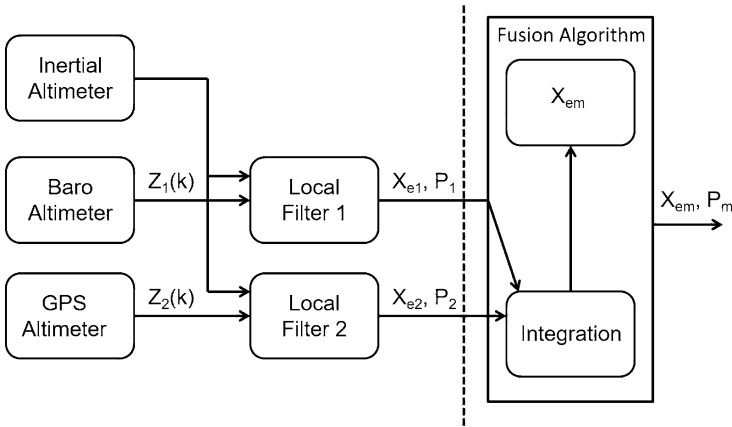 Fusion Algorithm
Inertial
Altimeter
X_em
Baro
Altimeter
Z_1(k)
Local
Filter 1
X_e1, P_1
X_em, P_m
GPS
Altimeter
Z_2(k)
Local
Filter 2
X_e2, P_2
Integration